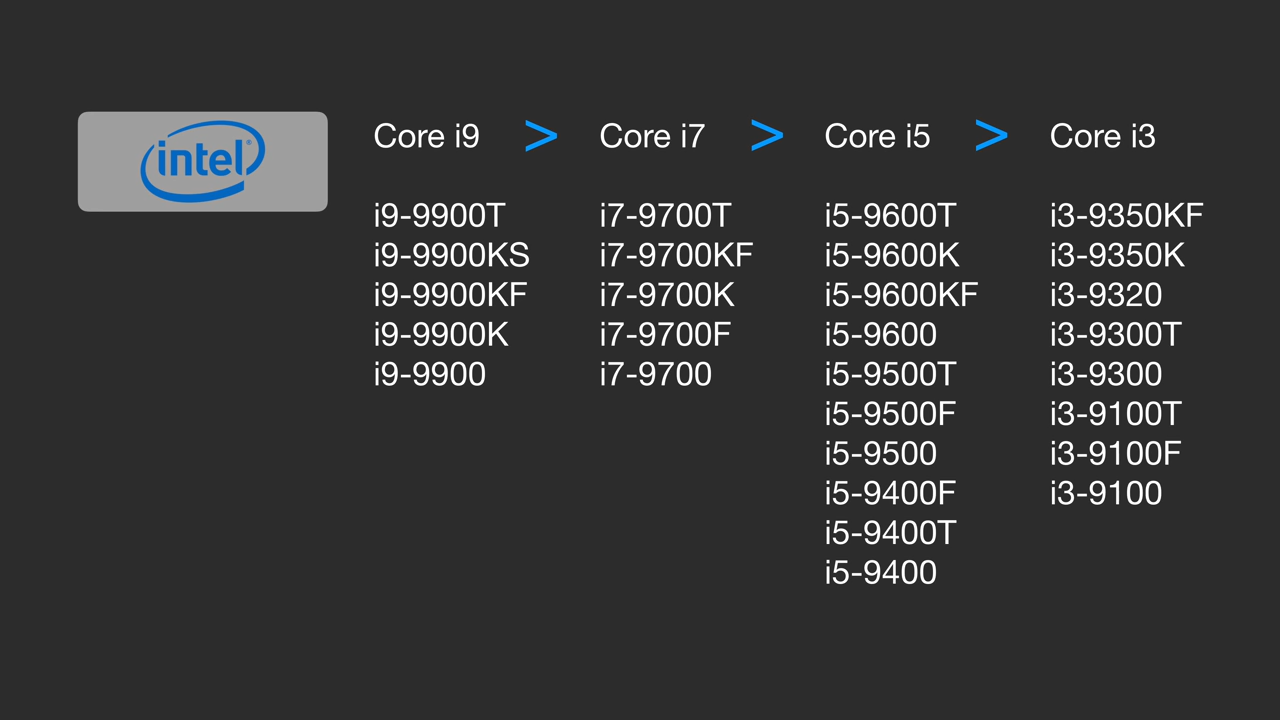 intel®
Core i9 > Core i7 > Core i5 > Core i3
i9-9900T i7-9700T i5-9600T i3-9350KF
i9-9900KS i7-9700KF i5-9600K i3-9350K
i9-9900KF i7-9700K i5-9600KF i3-9320
i9-9900K i7-9700F i5-9600 i3-9300T
i9-9900 i7-9700 i5-9500T i3-9300
i5-9500F i3-9100T
i5-9500 i3-9100F
i5-9400F i3-9100
i5-9400T
i5-9400